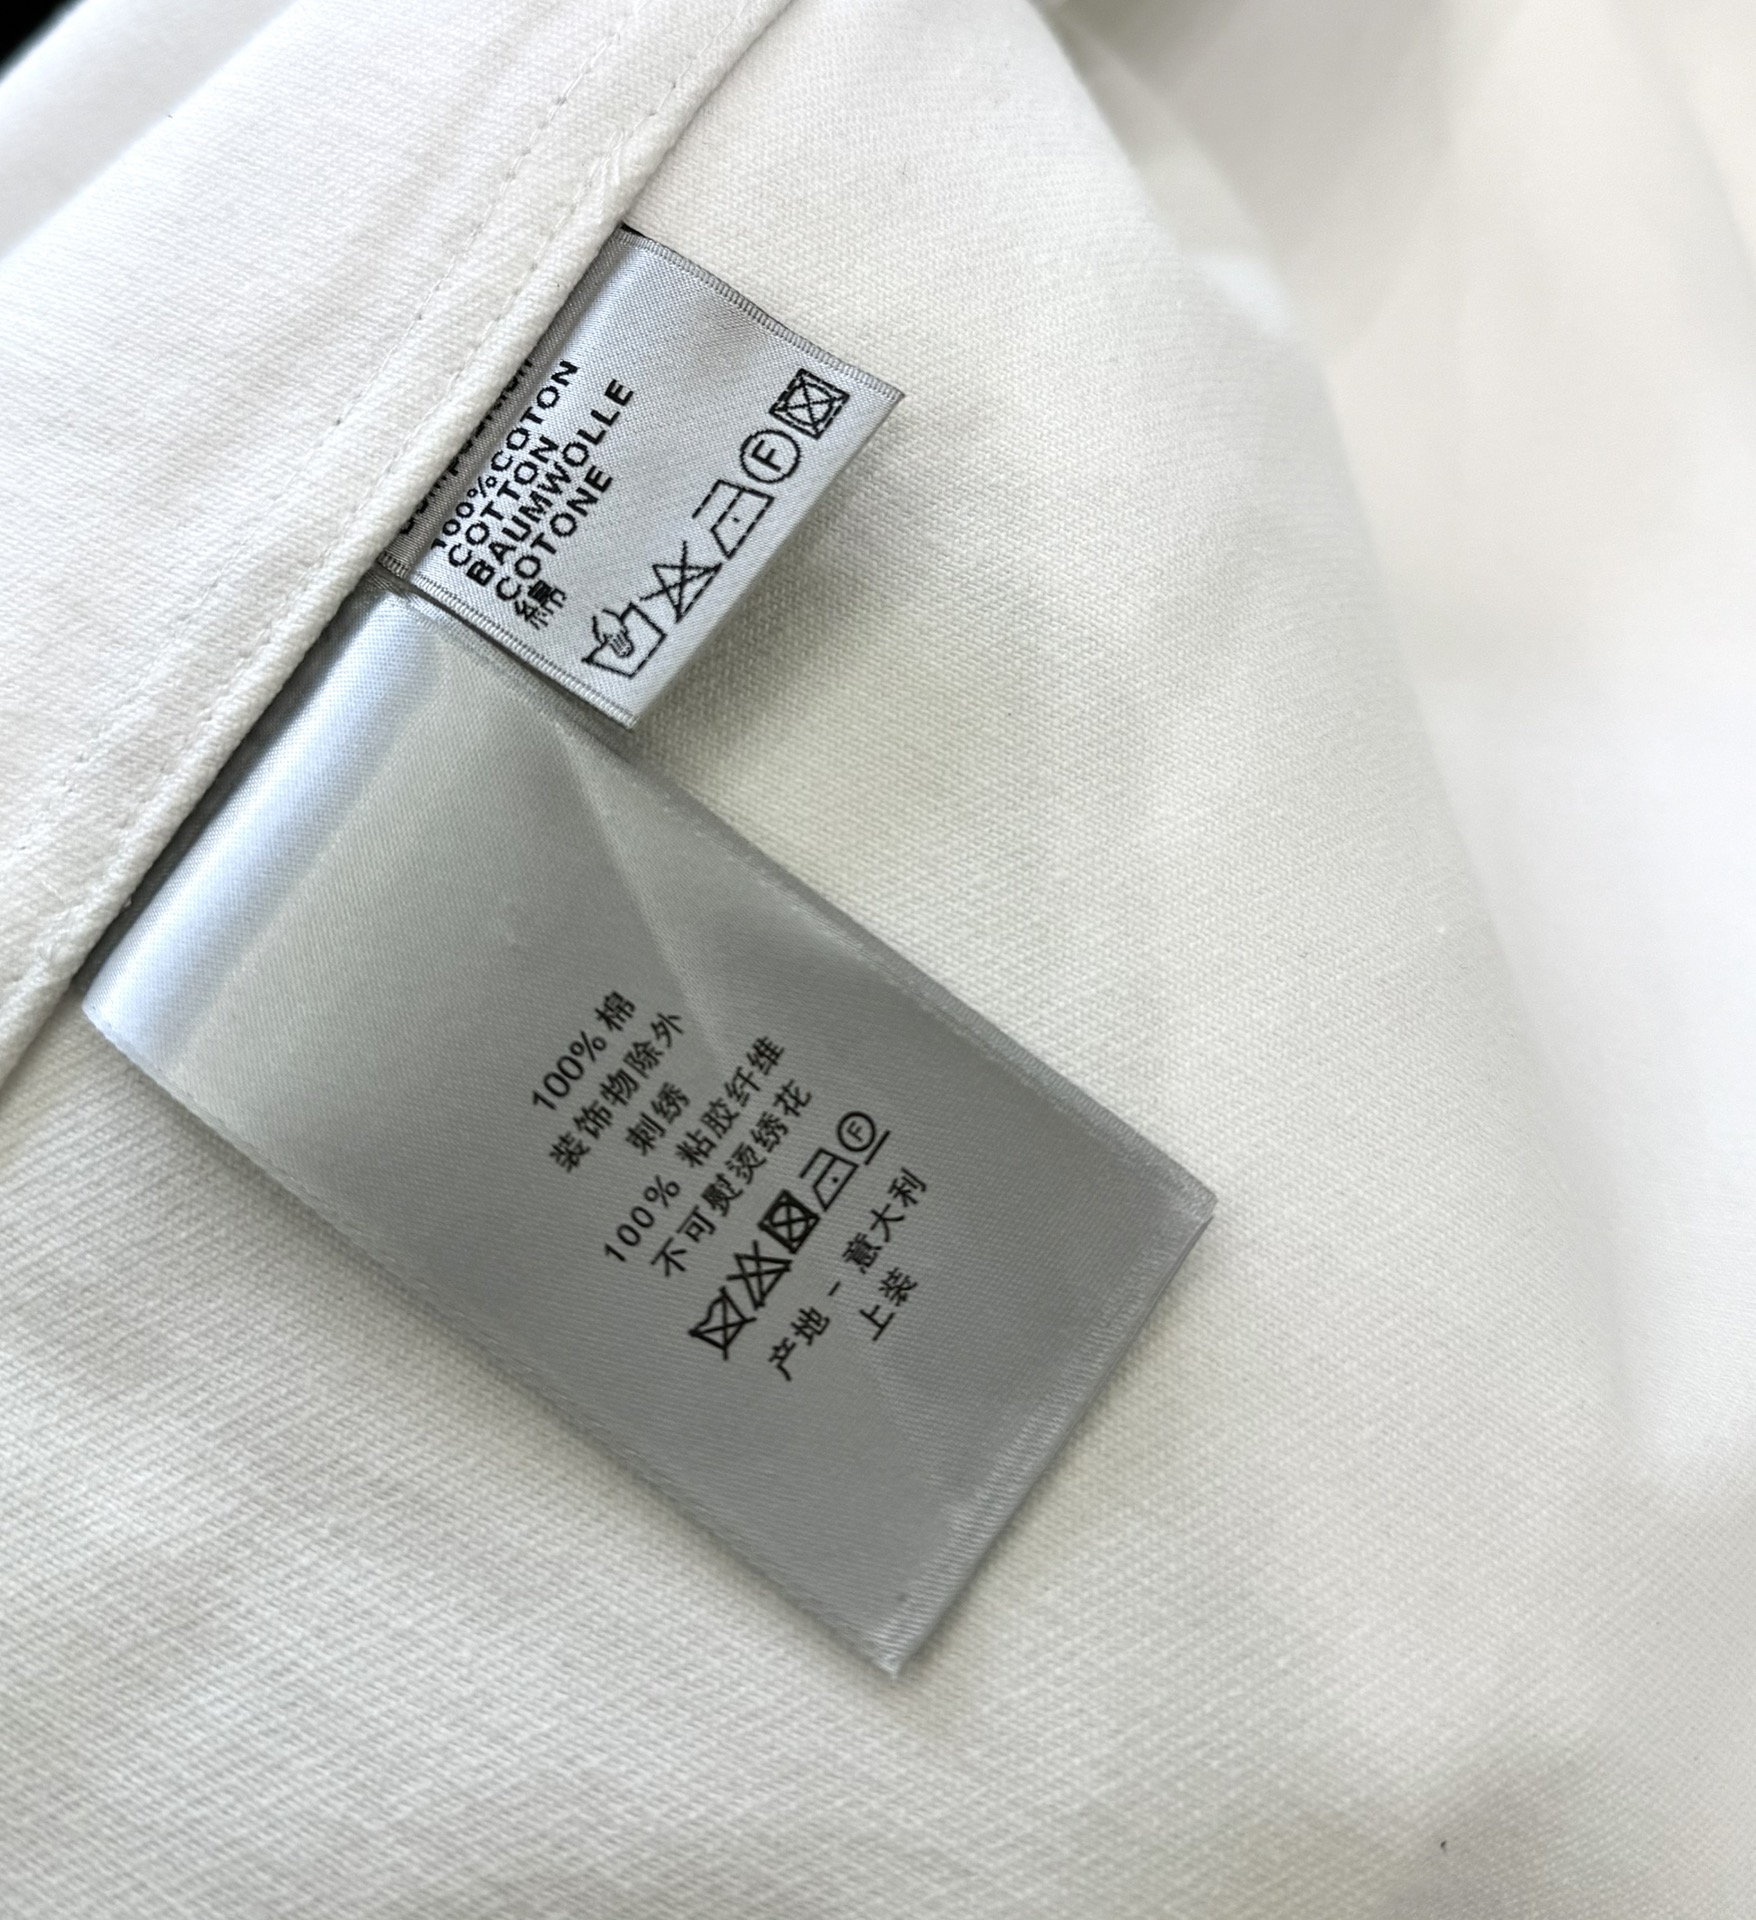 100%COTON
COTTON
BAUMWOLLE
COTONE
綿
F
100% 棉
装饰物除外
刺绣
100% 粘胶纤维
不可熨烫绣花
F
产地 - 意大利
上装